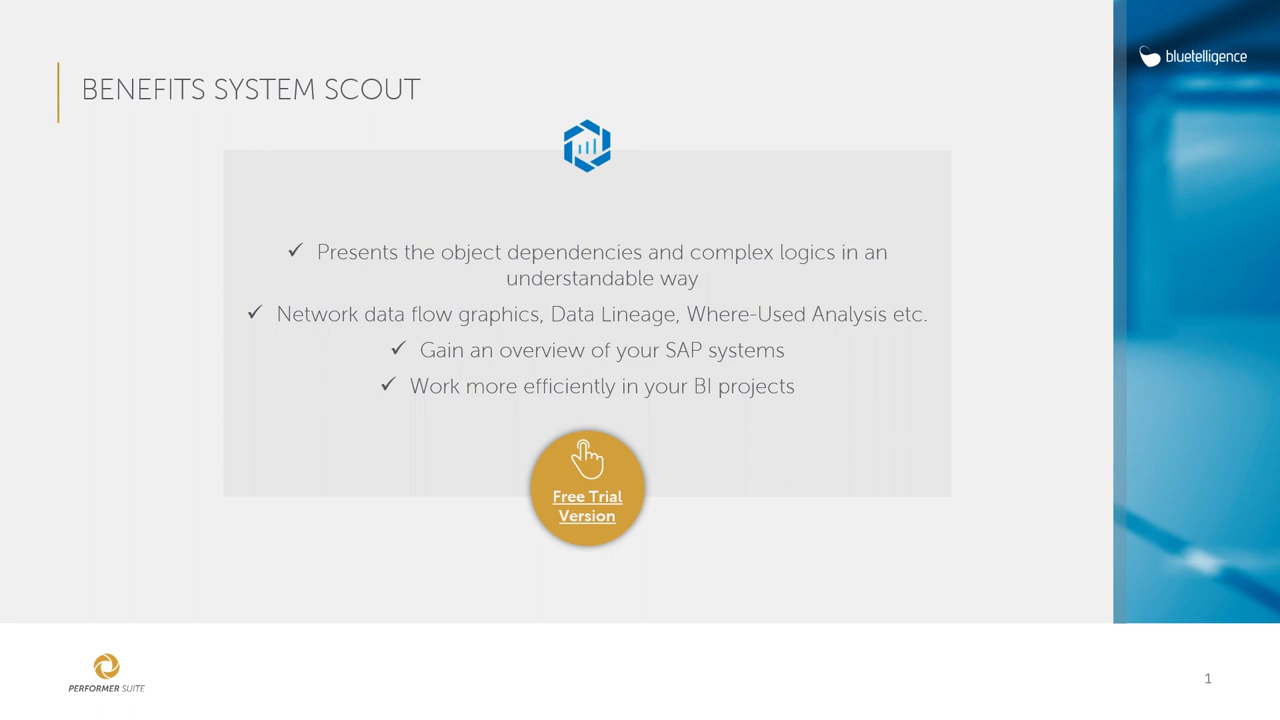 bluetelligence
BENEFITS SYSTEM SCOUT
✓ Presents the object dependencies and complex logics in an
understandable way
✓ Network data flow graphics, Data Lineage, Where-Used Analysis etc.
✓ Gain an overview of your SAP systems
✓ Work more efficiently in your BI projects
Free Trial
Version
PERFORMER SUITE
1